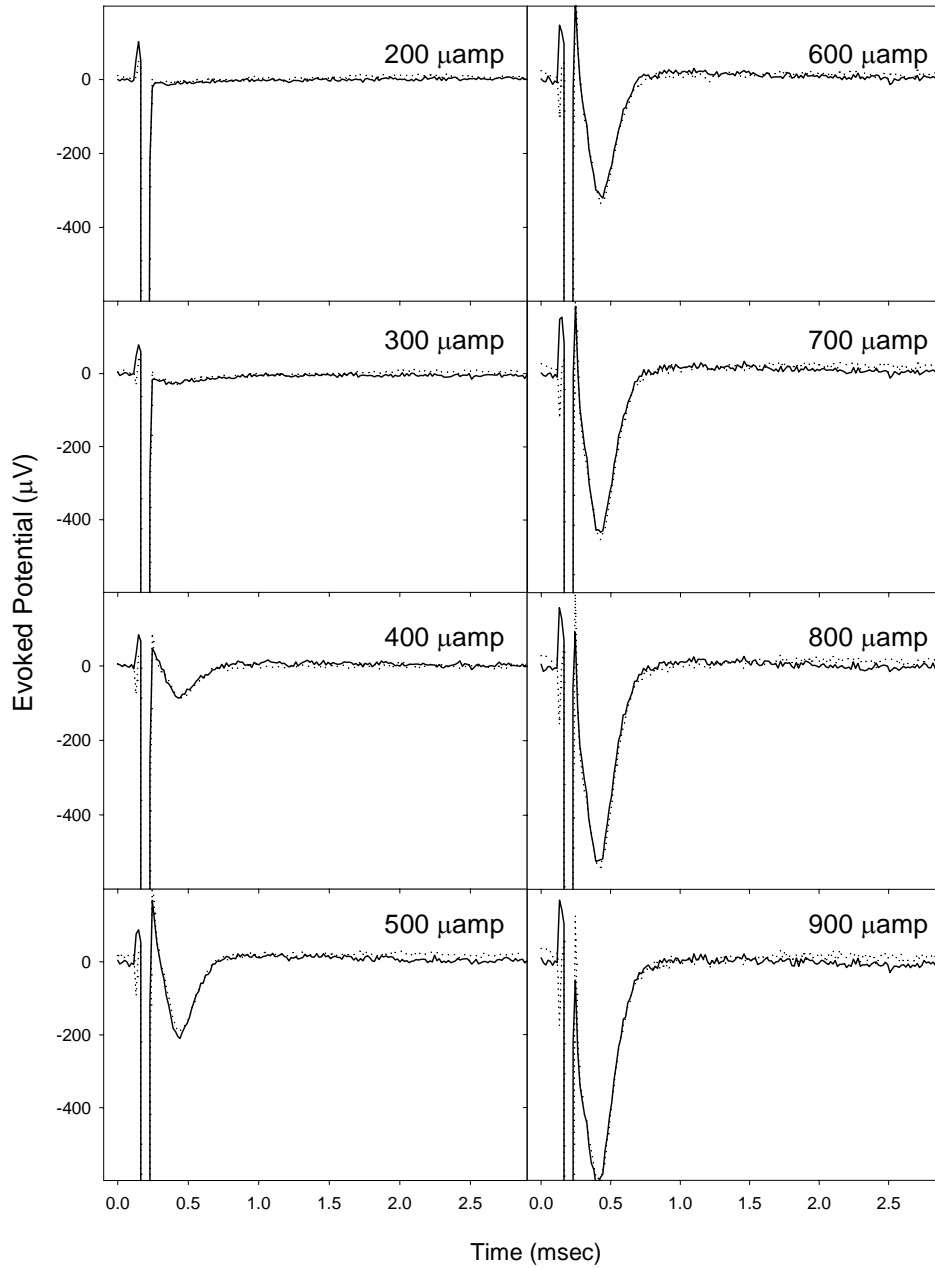 200 μamp
600 μamp
0
-200
-400
300 μamp
700 μamp
0
-200
-400
400 μamp
800 μamp
0
-200
-400
500 μamp
900 μamp
0
-200
-400
0.0 0.5 1.0 1.5 2.0 2.5
0.0 0.5 1.0 1.5 2.0 2.5
Evoked Potential (μV)
Time (msec)